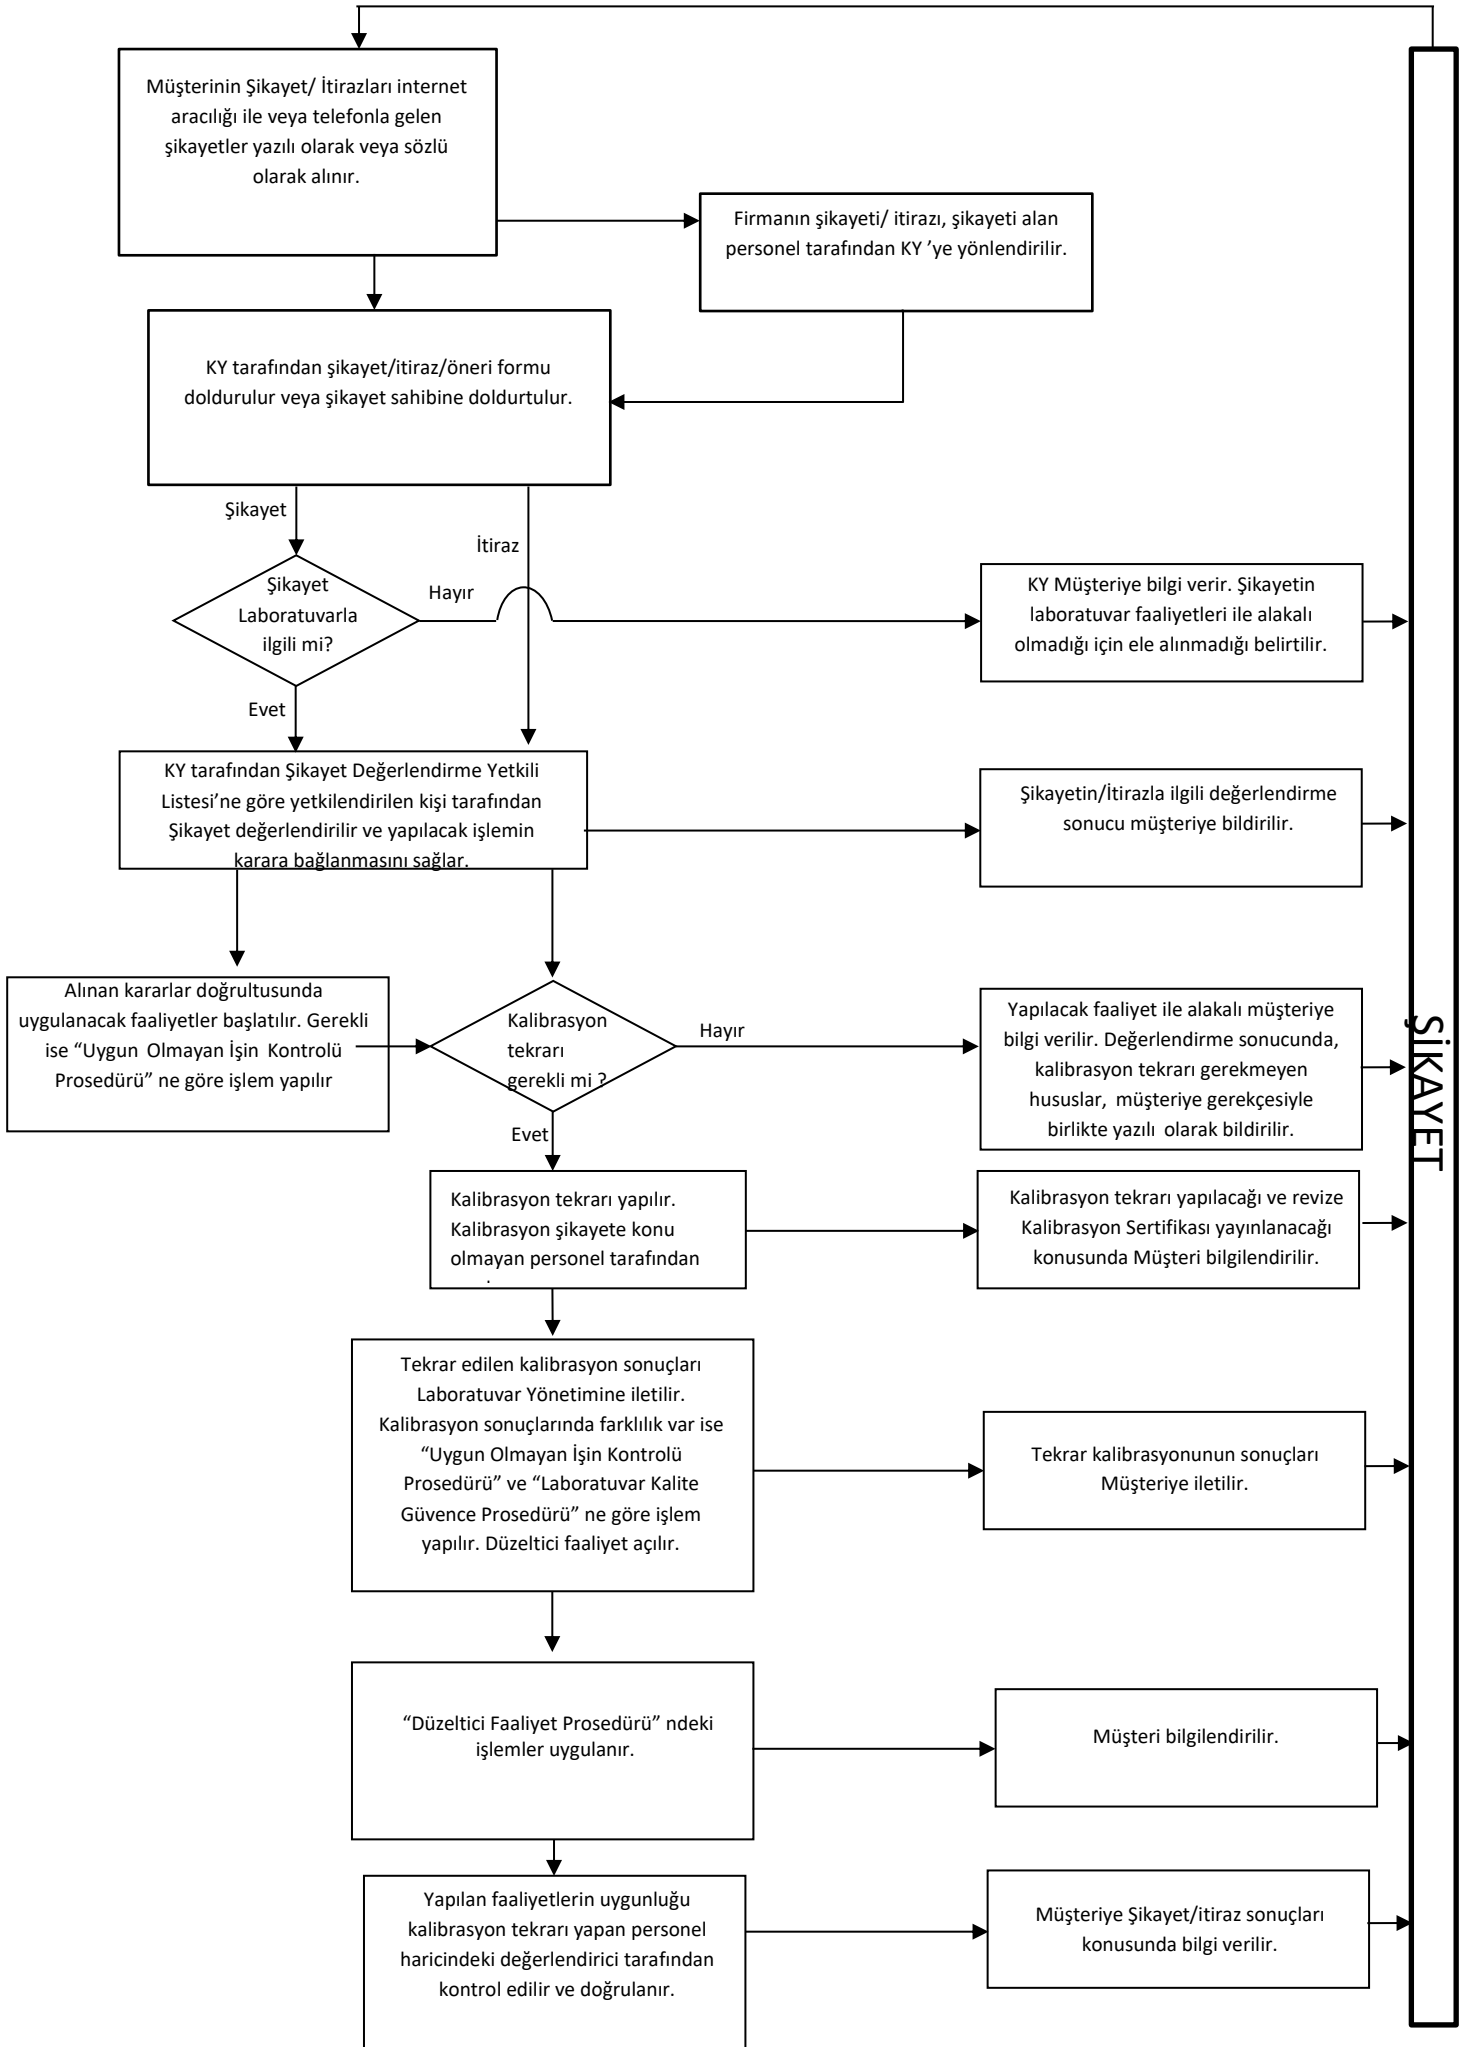 Müşterinin Şikayet/ İtirazları internet
aracılığı ile veya telefonla gelen
şikayetler yazılı olarak veya sözlü
olarak alınır.
Firmanın şikayeti/ itirazı, şikayeti alan
personel tarafından KY ’ye yönlendirilir.
KY tarafından şikayet/itiraz/öneri formu
doldurulur veya şikayet sahibine doldurtulur.
Şikayet
İtiraz
Şikayet
Laboratuvarla
ilgili mi?
Hayır
KY Müşteriye bilgi verir. Şikayetin
laboratuvar faaliyetleri ile alakalı
olmadığı için ele alınmadığı belirtilir.
Evet
KY tarafından Şikayet Değerlendirme Yetkili
Listesi’ne göre yetkilendirilen kişi tarafından
Şikayet değerlendirilir ve yapılacak işlemin
karara bağlanmasını sağlar.
Şikayetin/İtirazla ilgili değerlendirme
sonucu müşteriye bildirilir.
Alınan kararlar doğrultusunda
uygulanacak faaliyetler başlatılır. Gerekli
ise “Uygun Olmayan İşin Kontrolü
Prosedürü” ne göre işlem yapılır
Kalibrasyon
tekrarı
gerekli mi ?
Hayır
Yapılacak faaliyet ile alakalı müşteriye
bilgi verilir. Değerlendirme sonucunda,
kalibrasyon tekrarı gerekmeyen
hususlar, müşteriye gerekçesiyle
birlikte yazılı olarak bildirilir.
ŞİKAYET
Evet
Kalibrasyon tekrarı yapılır.
Kalibrasyon şikayete konu
olmayan personel tarafından
Kalibrasyon tekrarı yapılacağı ve revize
Kalibrasyon Sertifikası yayınlanacağı
konusunda Müşteri bilgilendirilir.
Tekrar edilen kalibrasyon sonuçları
Laboratuvar Yönetimine iletilir.
Kalibrasyon sonuçlarında farklılık var ise
“Uygun Olmayan İşin Kontrolü
Prosedürü” ve “Laboratuvar Kalite
Güvence Prosedürü” ne göre işlem
yapılır. Düzeltici faaliyet açılır.
Tekrar kalibrasyonunun sonuçları
Müşteriye iletilir.
“Düzeltici Faaliyet Prosedürü” ndeki
işlemler uygulanır.
Müşteri bilgilendirilir.
Yapılan faaliyetlerin uygunluğu
kalibrasyon tekrarı yapan personel
haricindeki değerlendirici tarafından
kontrol edilir ve doğrulanır.
Müşteriye Şikayet/itiraz sonuçları
konusunda bilgi verilir.